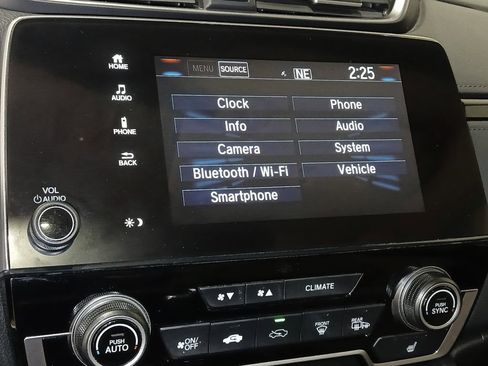 HOME
MENU SOURCE NE 2:25
AUDIO
Clock Phone
PHONE
Info Audio
BACK
Camera System
Bluetooth / Wi-Fi Vehicle
Smartphone
VOL
AUDIO
CLIMATE
PUSH AUTO
ON/OFF
FRONT
REAR
PUSH SYNC